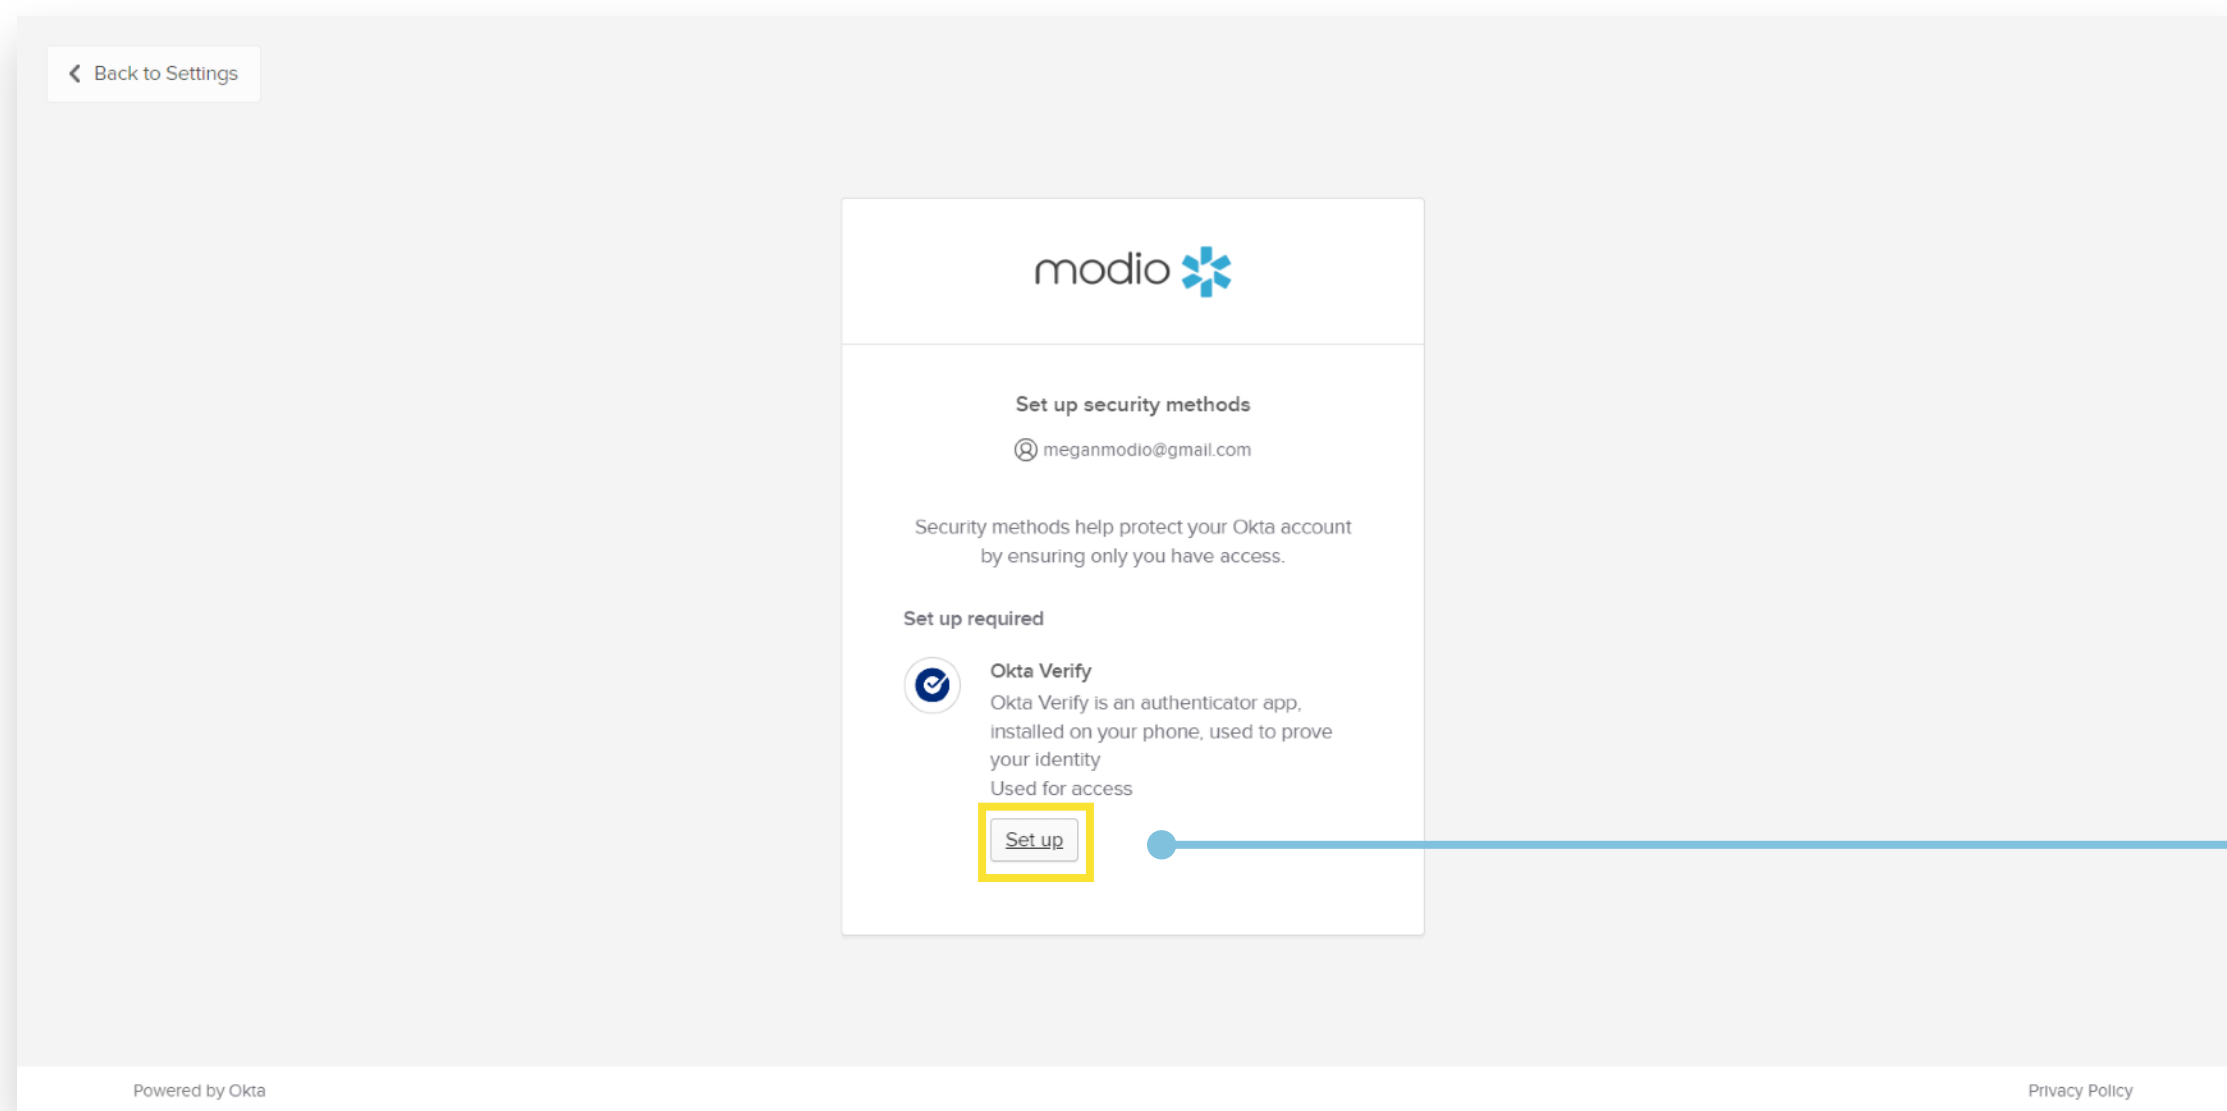 Back to Settings
modio
Set up security methods
meganmodio@gmail.com
Security methods help protect your Okta account
by ensuring only you have access.
Set up required
Okta Verify
Okta Verify is an authenticator app,
installed on your phone, used to prove
your identity
Used for access
Set up
Powered by Okta
Privacy Policy